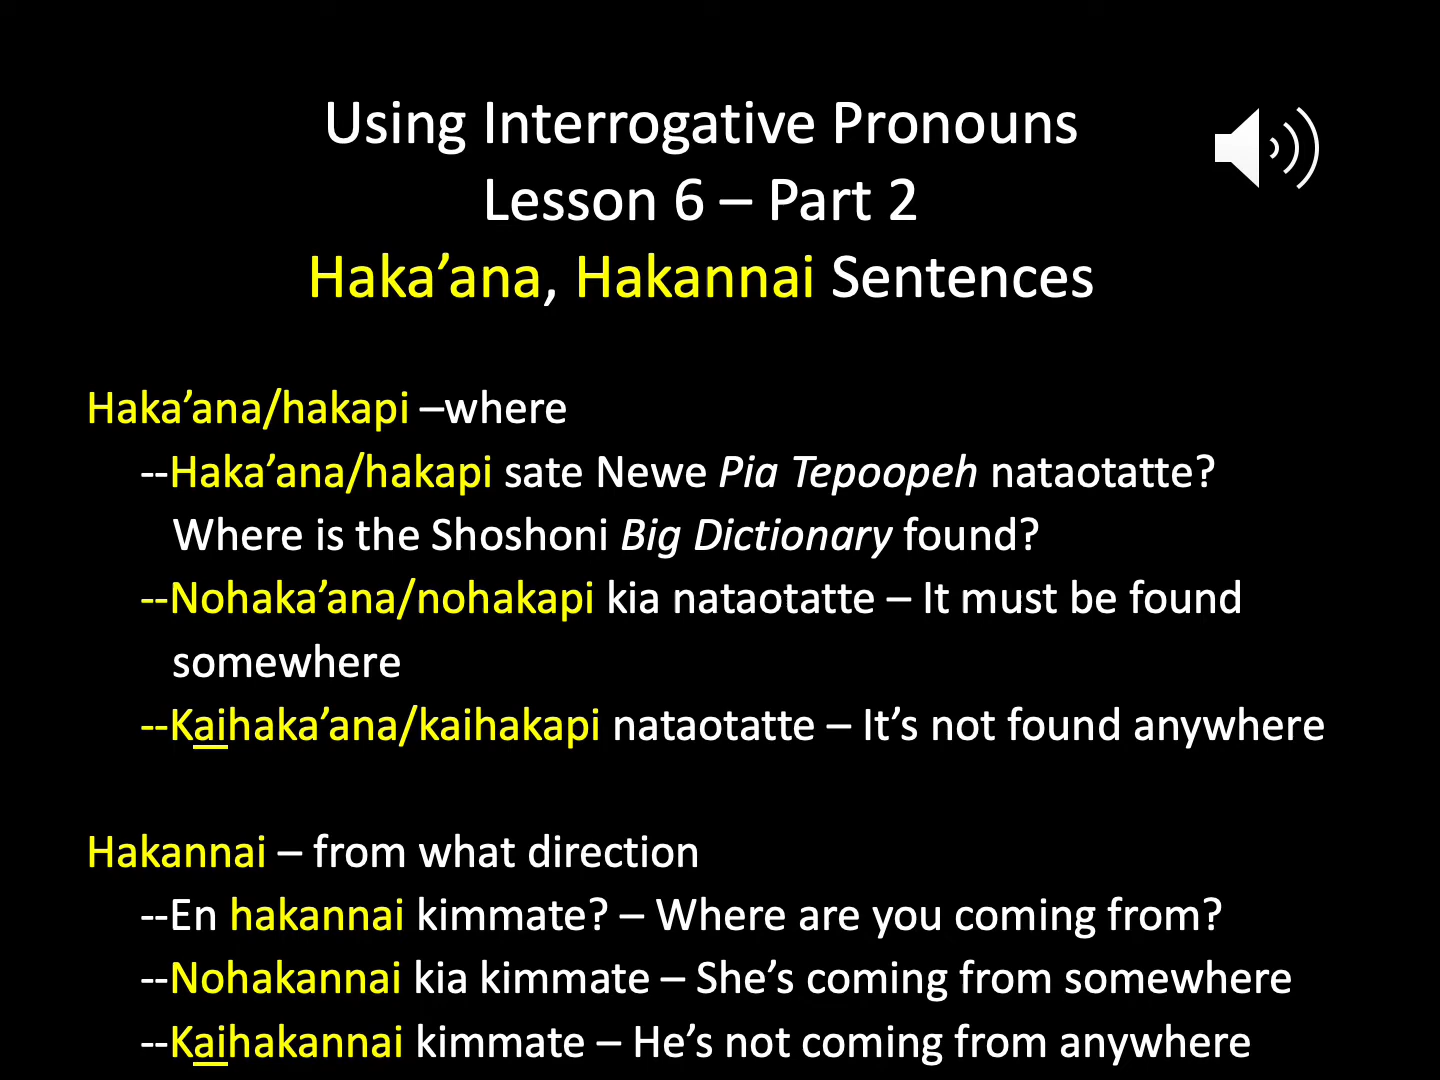 Using Interrogative Pronouns
Lesson 6 – Part 2
Haka’ana, Hakannai Sentences
Haka’ana/hakapi –where
--Haka’ana/hakapi sate Newe Pia Tepoopeh nataotatte?
Where is the Shoshoni Big Dictionary found?
--Nohaka’ana/nohakapi kia nataotatte – It must be found
somewhere
--Kaihaka’ana/kaihakapi nataotatte – It’s not found anywhere
Hakannai – from what direction
--En hakannai kimmate? – Where are you coming from?
--Nohakannai kia kimmate – She’s coming from somewhere
--Kaihakannai kimmate – He’s not coming from anywhere